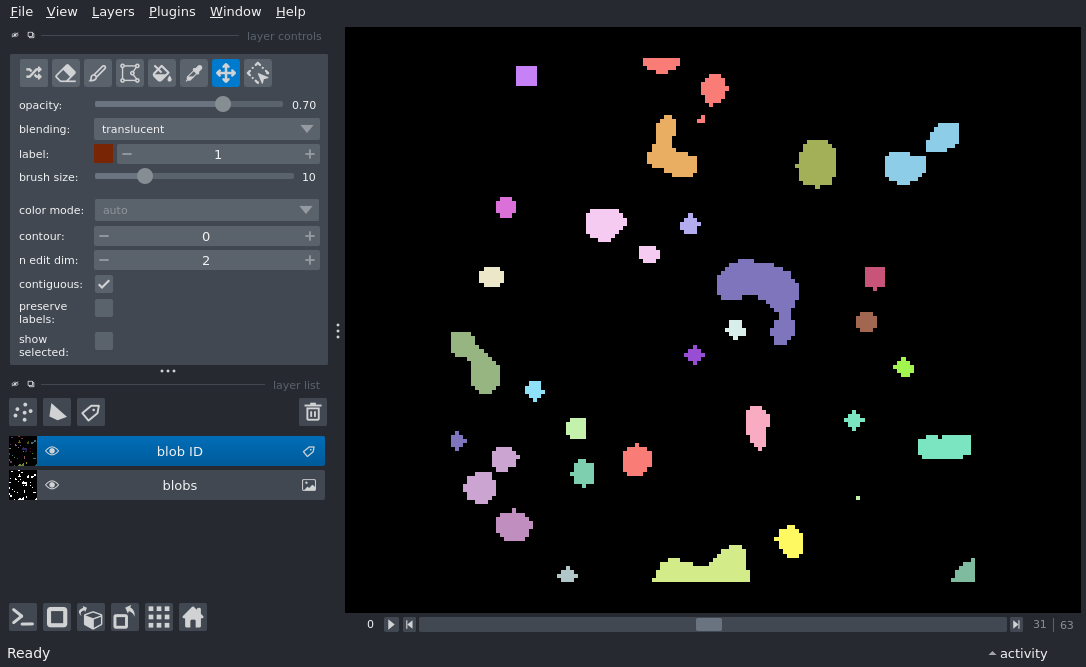 File View Layers Plugins Window Help
layer controls
opacity: 0.70
blending: translucent
label: 1
brush size: 10
color mode: auto
contour: 0
n edit dim: 2
contiguous:
preserve
labels:
show
selected:
layer list
blob ID
blobs
0 31 63
Ready activity